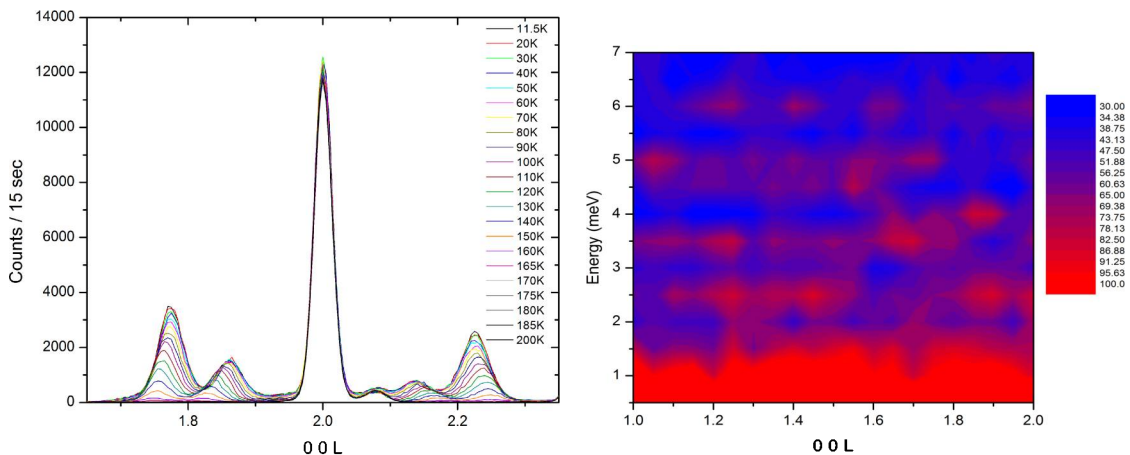 14000
12000
10000
8000
6000
4000
2000
0
Counts / 15 sec
1.8
2.0
2.2
0 0 L
11.5K
20K
30K
40K
50K
60K
70K
80K
90K
100K
110K
120K
130K
140K
150K
160K
165K
170K
175K
180K
185K
200K
7
6
5
4
3
2
1
Energy (meV)
1.0
1.2
1.4
1.6
1.8
2.0
0 0 L
30.00
34.38
38.75
43.13
47.50
51.88
56.25
60.63
65.00
69.38
73.75
78.13
82.50
86.88
91.25
95.63
100.0